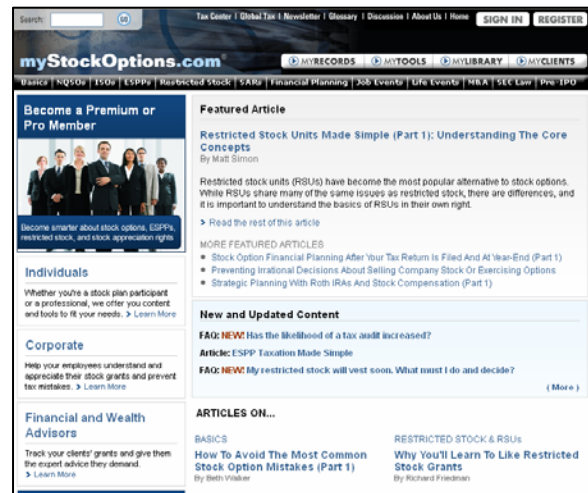 Search:
GO
Tax Center | Global Tax | Newsletter | Glossary | Discussion | About Us | Home
SIGN IN
REGISTER
myStockOptions.com
MYRECORDS
MYTOOLS
MYLIBRARY
MYCLIENTS
Basics | NQSOs | ISOs | ESPPs | Restricted Stock | SARs | Financial Planning | Job Events | Life Events | M&A | SEC Law | Pre-IPO
Become a Premium or
Pro Member
Become smarter about stock options, ESPPs,
restricted stock, and stock appreciation rights
Individuals
Whether you're a stock plan participant
or a professional, we offer you content
and tools to fit your needs. > Learn More
Corporate
Help your employees understand and
appreciate their stock grants and prevent
tax mistakes. > Learn More
Financial and Wealth
Advisors
Track your clients' grants and give them
the expert advice they demand.
> Learn More
Featured Article
Restricted Stock Units Made Simple (Part 1): Understanding The Core
Concepts
By Matt Simon
Restricted stock units (RSUs) have become the most popular alternative to stock options.
While RSUs share many of the same issues as restricted stock, there are differences, and
it is important to understand the basics of RSUs in their own right.
> Read the rest of this article
MORE FEATURED ARTICLES
Stock Option Financial Planning After Your Tax Return Is Filed And At Year-End (Part 1)
Preventing Irrational Decisions About Selling Company Stock Or Exercising Options
Strategic Planning With Roth IRAs And Stock Compensation (Part 1)
New and Updated Content
FAQ: NEW! Has the likelihood of a tax audit increased?
Article: ESPP Taxation Made Simple
FAQ: NEW! My restricted stock will vest soon. What must I do and decide?
( More )
ARTICLES ON...
BASICS
How To Avoid The Most Common
Stock Option Mistakes (Part 1)
By Beth Walker
RESTRICTED STOCK & RSUs
Why You'll Learn To Like Restricted
Stock Grants
By Richard Friedman